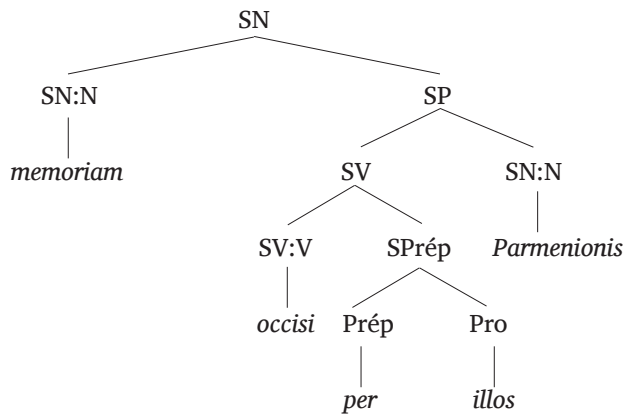 SN
SN:N SP
memoriam SV SN:N
SV:V SPrép Parmenionis
occisi Prép Pro
per illos